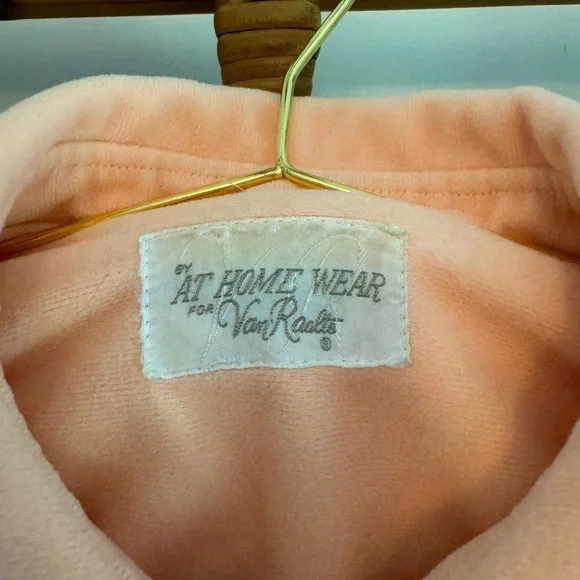 BY
AT HOME WEAR
FOR Van Raalte
®